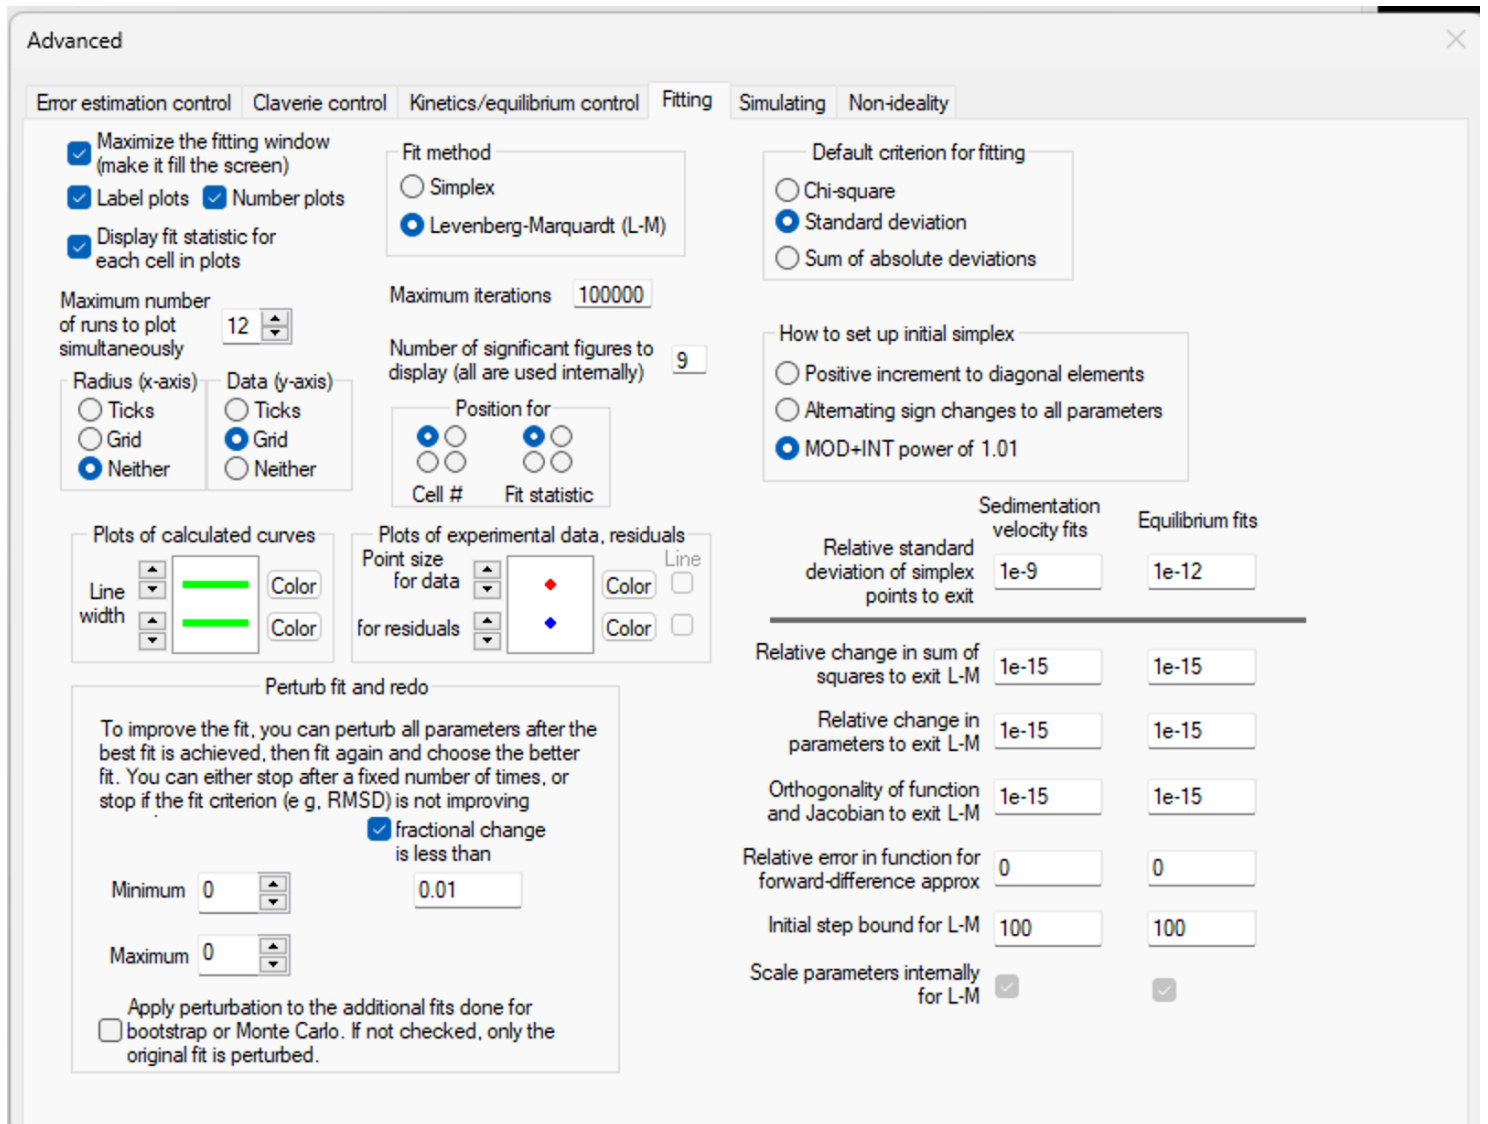 Advanced
Error estimation control
Claverie control
Kinetics/equilibrium control
Fitting
Simulating
Non-ideality
Maximize the fitting window
(make it fill the screen)
Label plots
Number plots
Display fit statistic for
each cell in plots
Maximum number
of runs to plot
simultaneously
12
Radius (x-axis)
Ticks
Grid
Neither
Data (y-axis)
Ticks
Grid
Neither
Fit method
Simplex
Levenberg-Marquardt (L-M)
Maximum iterations
100000
Number of significant figures to
display (all are used internally)
9
Position for
Cell #
Fit statistic
Default criterion for fitting
Chi-square
Standard deviation
Sum of absolute deviations
How to set up initial simplex
Positive increment to diagonal elements
Alternating sign changes to all parameters
MOD+INT power of 1.01
Plots of calculated curves
Line
width
Color
Color
Plots of experimental data, residuals
Point size
for data
Line
Color
for residuals
Color
Sedimentation
velocity fits
Equilibrium fits
Relative standard
deviation of simplex
points to exit
1e-9
1e-12
Relative change in sum of
squares to exit L-M
1e-15
1e-15
Relative change in
parameters to exit L-M
1e-15
1e-15
Orthogonality of function
and Jacobian to exit L-M
1e-15
1e-15
Relative error in function for
forward-difference approx
0
0
Initial step bound for L-M
100
100
Scale parameters internally
for L-M
Perturb fit and redo
To improve the fit, you can perturb all parameters after the
best fit is achieved, then fit again and choose the better
fit. You can either stop after a fixed number of times, or
stop if the fit criterion (e g, RMSD) is not improving
fractional change
is less than
Minimum
0
0.01
Maximum
0
Apply perturbation to the additional fits done for
bootstrap or Monte Carlo. If not checked, only the
original fit is perturbed.